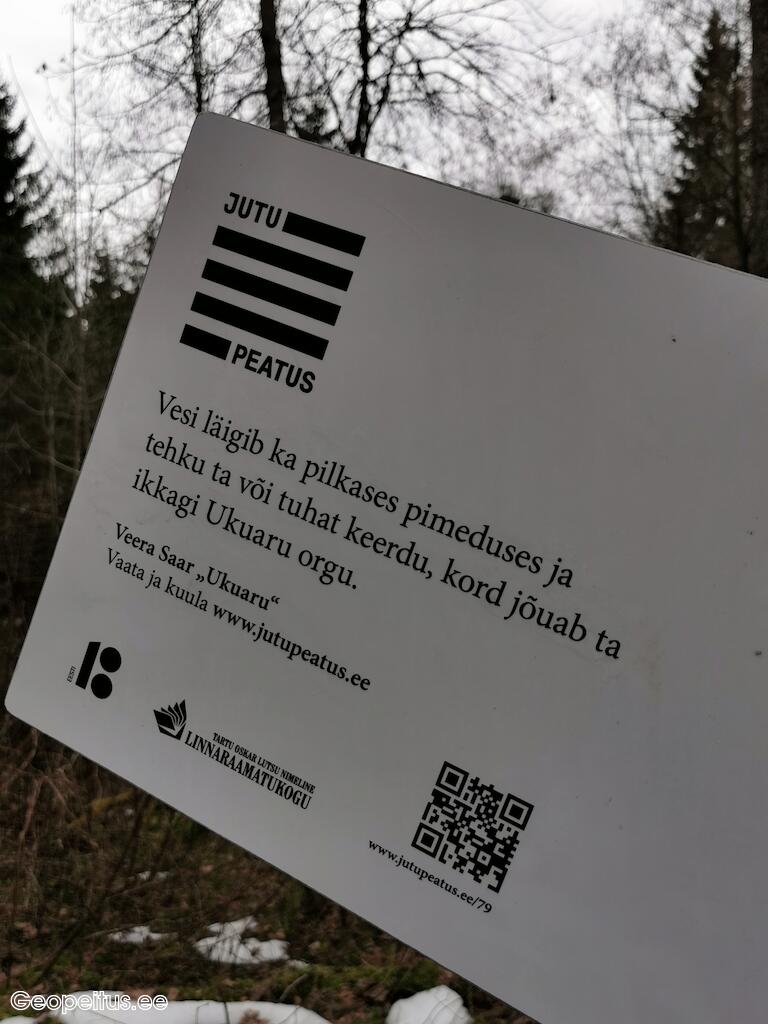 JUTU
PEATUS
Vesi läigib ka pilkases pimeduses ja
tehku ta või tuhat keerdu, kord jõuab ta
ikkagi Ukuaru orgu.
Veera Saar „Ukuaru“
Vaata ja kuula www.jutupeatus.ee
EESTI
TARTU OSKAR LUTSU NIMELINE
LINNARAAMATUKOGU
www.jutupeatus.ee/79
Geopeitus.ee